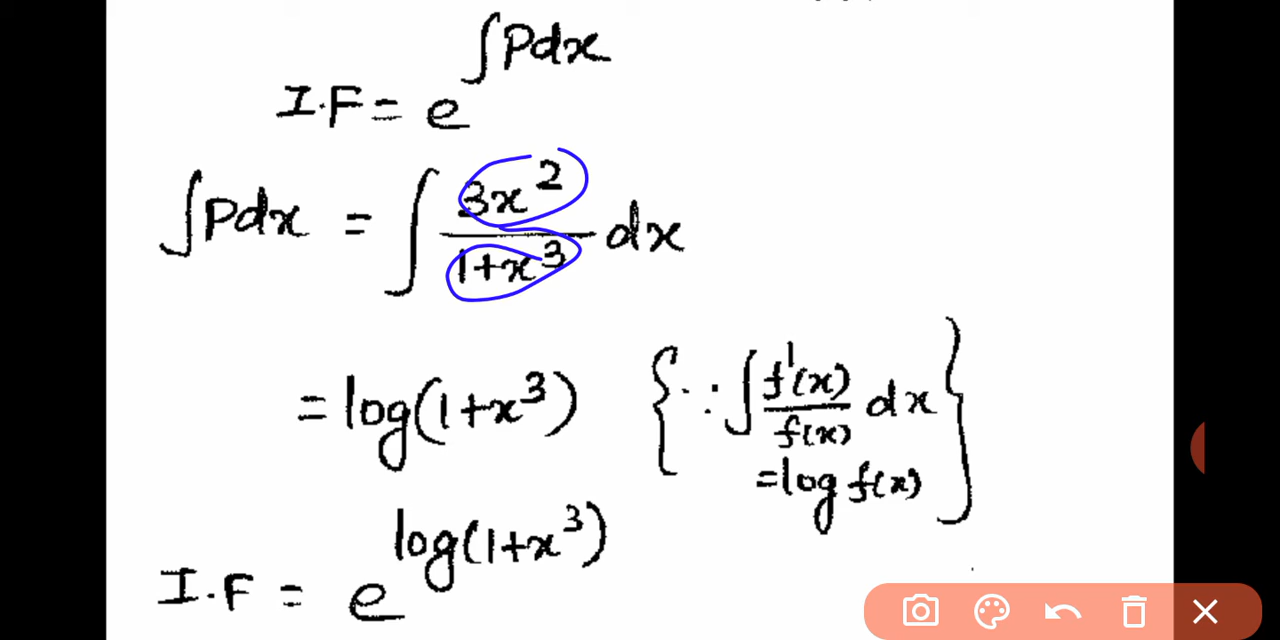 I.F = e^∫Pdx
∫Pdx = ∫ 3x²/1+x³ dx
= log(1+x³) {∵ ∫ f'(x)/f(x) dx
= log f(x)}
I.F = e^log(1+x³)